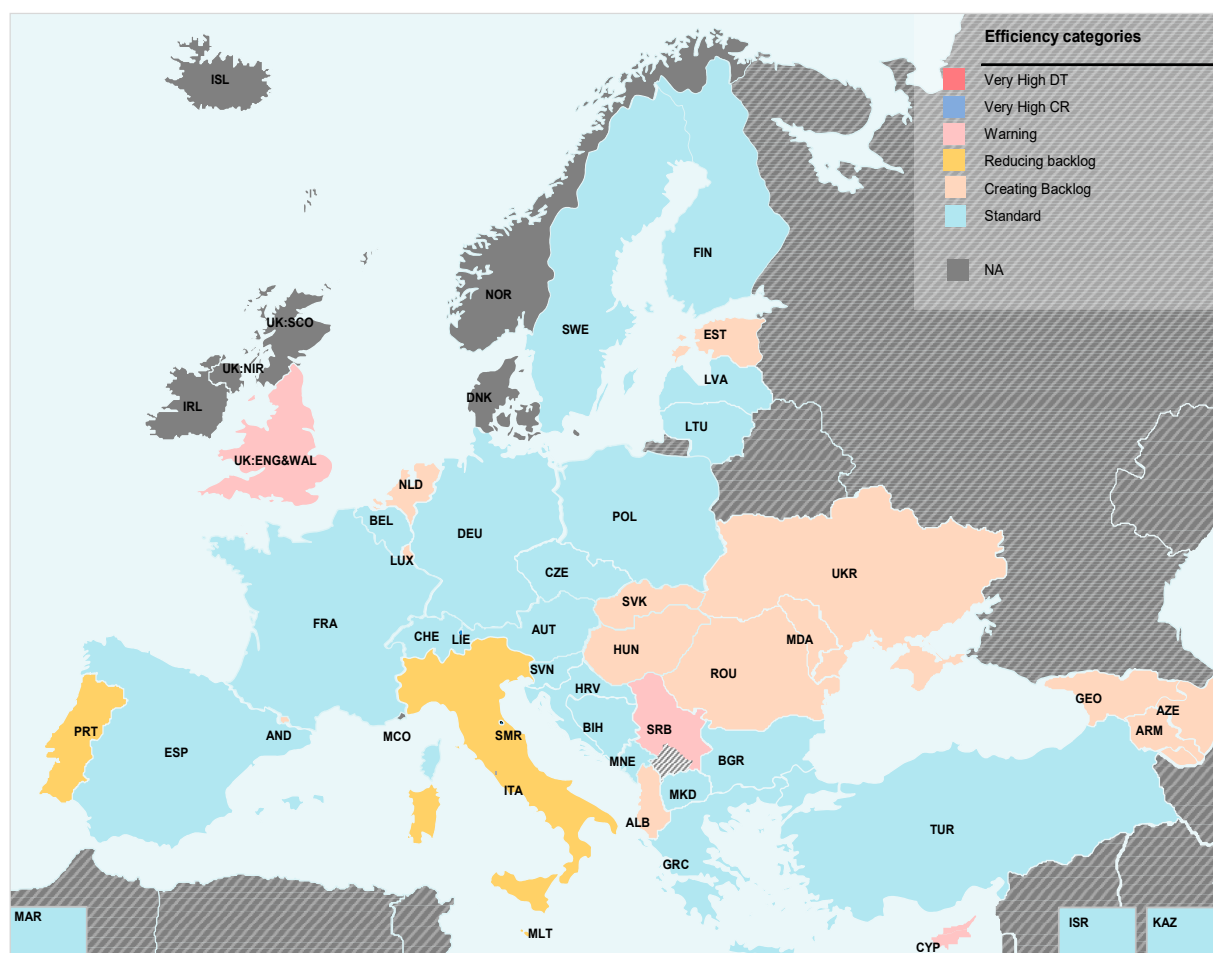 Efficiency categories
Very High DT
Very High CR
Warning
Reducing backlog
Creating Backlog
Standard
NA
ISL
FIN
NOR
UK:SCO
SWE
EST
UK:NIR
LVA
DNK
IRL
LTU
UK:ENG&WAL
NLD
BEL
POL
DEU
LUX
CZE
UKR
SVK
FRA
CHE
LİE
AUT
MDA
HUN
SVN
ROU
HRV
GEO
AZE
PRT
AND
MCO
SMR
BIH
SRB
ARM
ESP
MNE
BGR
ITA
MKD
ALB
TUR
GRC
MAR
ISR
KAZ
MLT
CYP